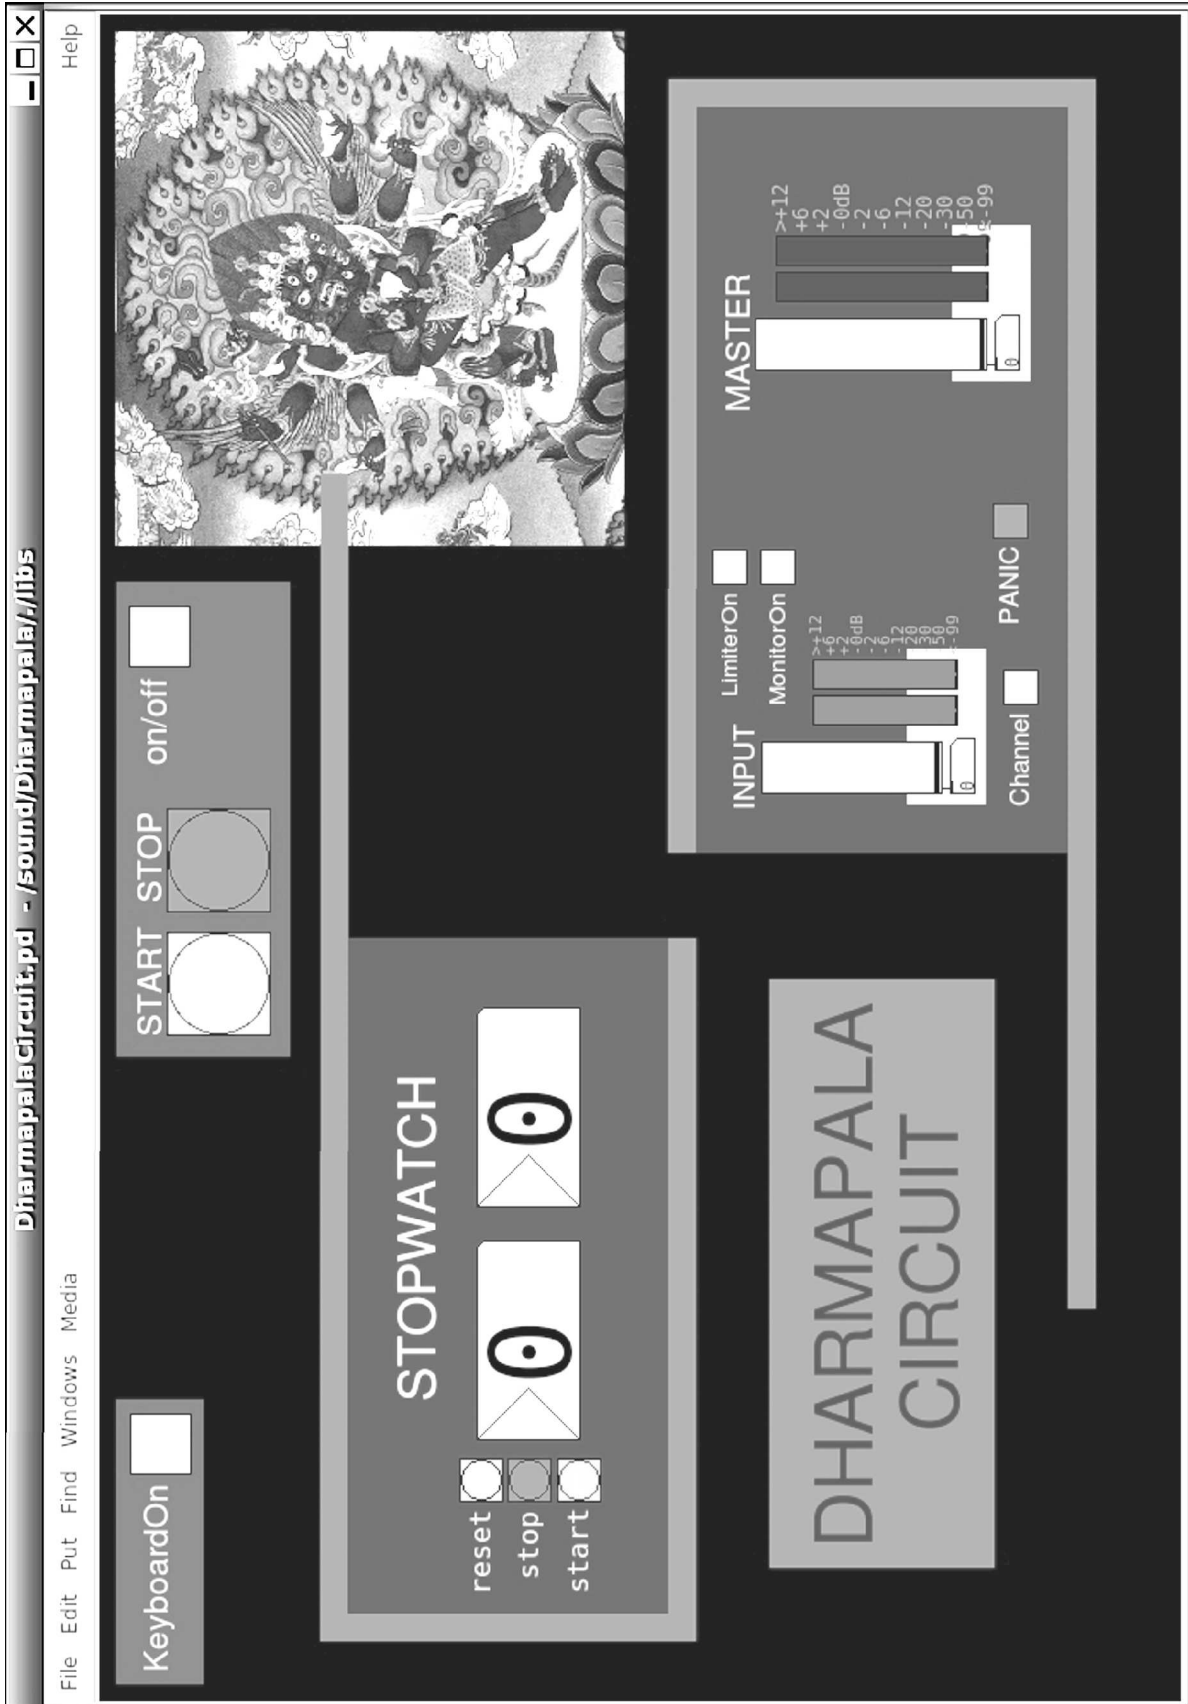 DharmapalaCircuit.pd - /sound/Dharmapala/./libs
File Edit Put Find Windows Media Help
KeyboardOn
START STOP on/off
STOPWATCH
reset
stop
start
0 0
DHARMAPALA
CIRCUIT
INPUT
LimiterOn
MonitorOn
>+12
+6
+2
-0dB
-2
-6
-12
-20
-30
-50
<-99
0
Channel
PANIC
MASTER
>+12
+6
+2
-0dB
-2
-6
-12
-20
-30
-50
<-99
0